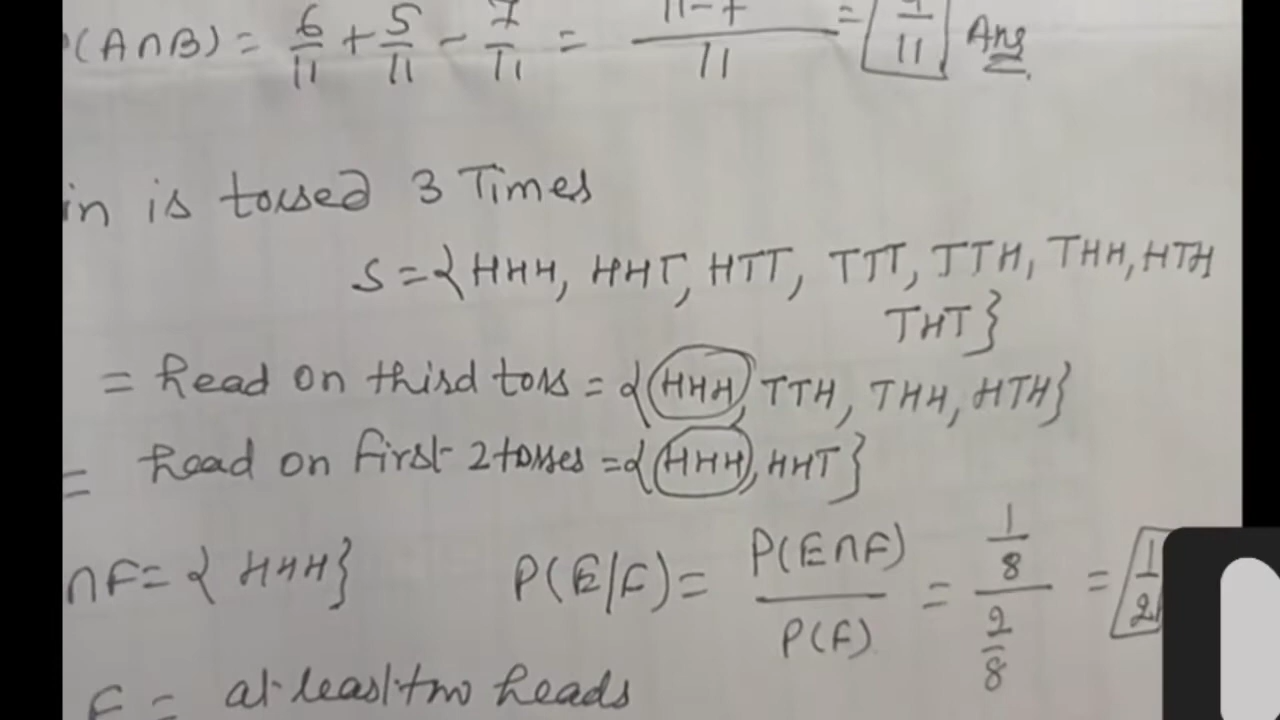 (A∩B) = 6/11 + 5/11 - 7/11 = 11-7/11 = 4/11 Ans
in is tossed 3 Times
S = {HHH, HHT, HTT, TTT, TTH, THH, HTH
THT}
= head on third toss = {HHH, TTH, THH, HTH}
= head on first 2 tosses = {HHH, HHT}
∩F = {HHH} P(E/F) = P(E∩F)/P(F) = 1/8/2/8 = 1/2
= at least two heads